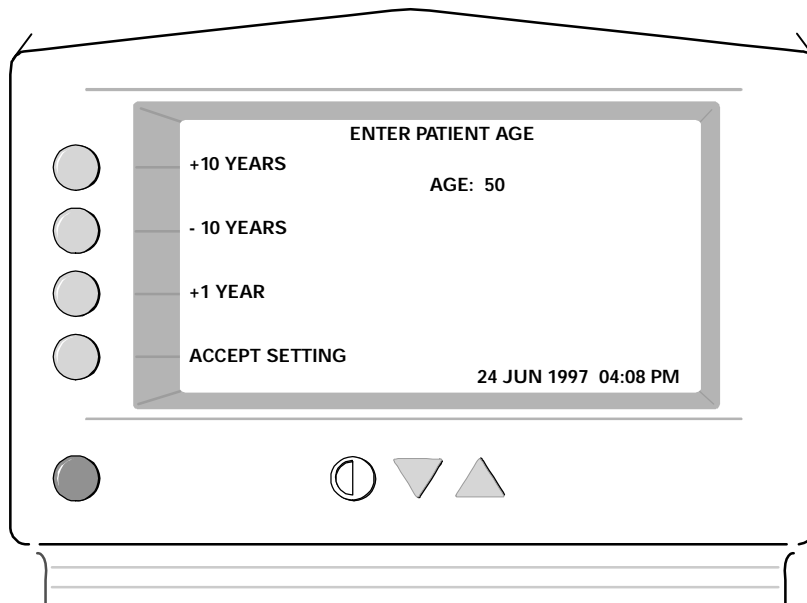 ENTER PATIENT AGE
+10 YEARS
AGE: 50
- 10 YEARS
+1 YEAR
ACCEPT SETTING
24 JUN 1997 04:08 PM